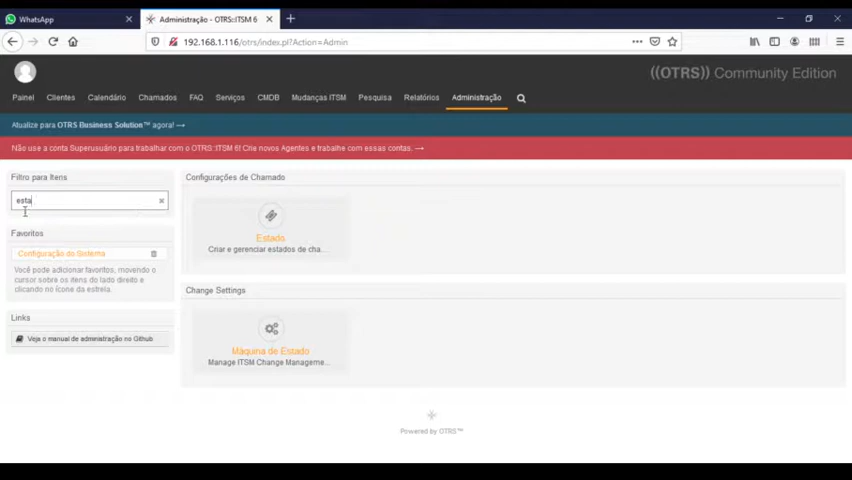 WhatsApp
Administração - OTRS::ITSM 6
192.168.1.116/otrs/index.pl?Action=Admin
((OTRS)) Community Edition
Painel Clientes Calendário Chamados FAQ Serviços CMDB Mudanças ITSM Pesquisa Relatórios Administração
Atualize para OTRS Business Solution™ agora! →
Não use a conta Superusuário para trabalhar com o OTRS::ITSM 6! Crie novos Agentes e trabalhe com essas contas. →
Filtro para Itens
esta
Favoritos
Configuração do Sistema
Você pode adicionar favoritos, movendo o
cursor sobre os itens do lado direito e
clicando no ícone da estrela.
Links
Veja o manual de administração no Github
Configurações de Chamado
Estado
Criar e gerenciar estados de cha...
Change Settings
Máquina de Estado
Manage ITSM Change Manageme...
Powered by OTRS™